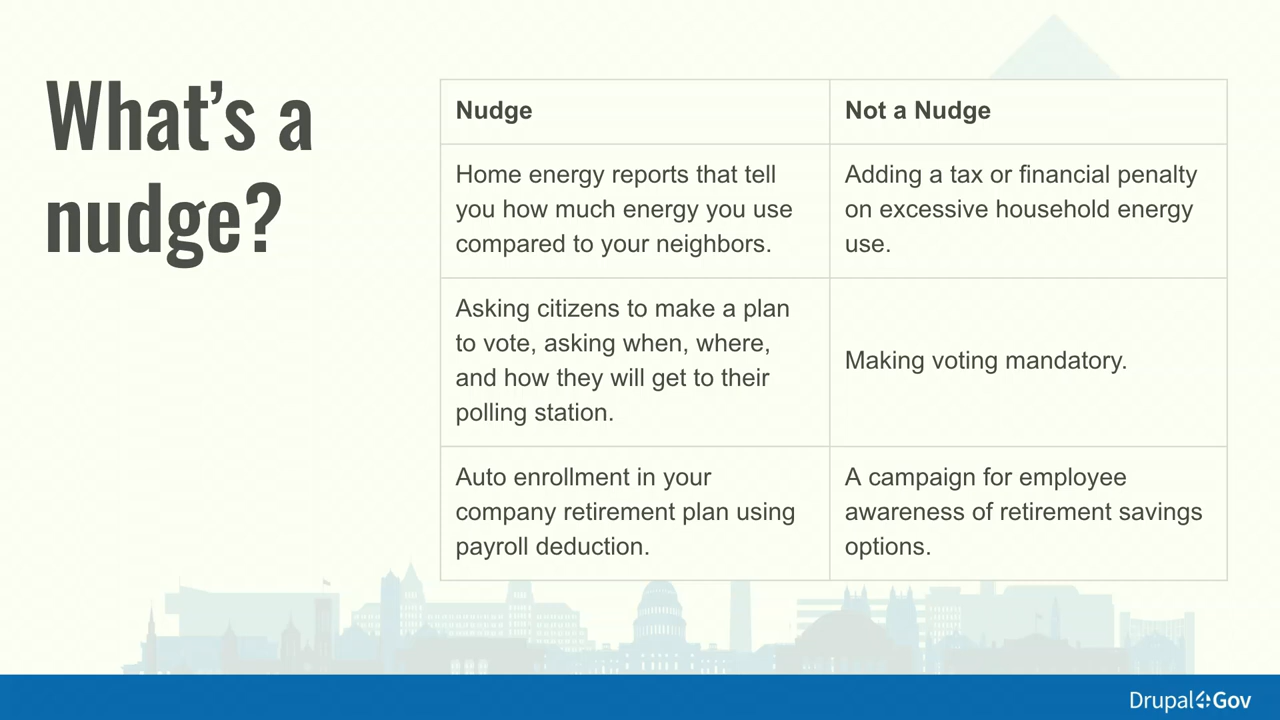 What's a
nudge?
Nudge
Not a Nudge
Home energy reports that tell
you how much energy you use
compared to your neighbors.
Adding a tax or financial penalty
on excessive household energy
use.
Asking citizens to make a plan
to vote, asking when, where,
and how they will get to their
polling station.
Making voting mandatory.
Auto enrollment in your
company retirement plan using
payroll deduction.
A campaign for employee
awareness of retirement savings
options.
Drupal4Gov